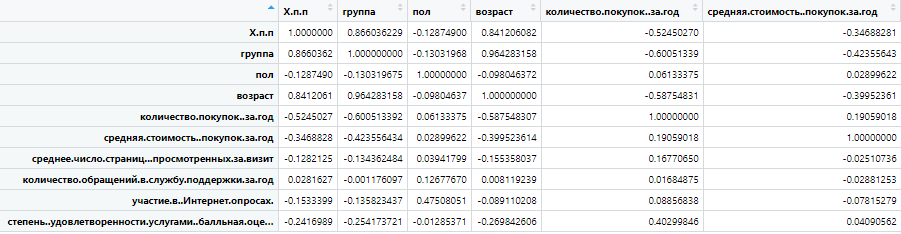 Х.п.п группа пол возраст количество.покупок..за.год средняя.стоимость..покупок.за.год
Х.п.п 1.0000000 0.866036229 -0.12874900 0.841206082 -0.52450270 -0.34688281
группа 0.8660362 1.000000000 -0.13031968 0.964283158 -0.60051339 -0.42355643
пол -0.1287490 -0.130319675 1.00000000 -0.098046372 0.06133375 0.02899622
возраст 0.8412061 0.964283158 -0.09804637 1.000000000 -0.58754831 -0.39952361
количество.покупок..за.год -0.5245027 -0.600513392 0.06133375 -0.587548307 1.00000000 0.19059018
средняя.стоимость..покупок.за.год -0.3468828 -0.423556434 0.02899622 -0.399523614 0.19059018 1.00000000
среднее.число.страниц...просмотренных.за.визит -0.1282125 -0.134362484 0.03941799 -0.155358037 0.16770650 -0.02510736
количество.обращений.в.службу.поддержки.за.год 0.0281627 -0.001176097 0.12677670 0.008119239 0.01684875 -0.02881253
участие.в..Интернет.опросах. -0.1533399 -0.135823437 0.47508051 -0.089110208 0.08856838 -0.07815279
степень..удовлетворенности.услугами..балльная.оце... -0.2416989 -0.254173721 -0.01285371 -0.269842606 0.40299846 0.04090562